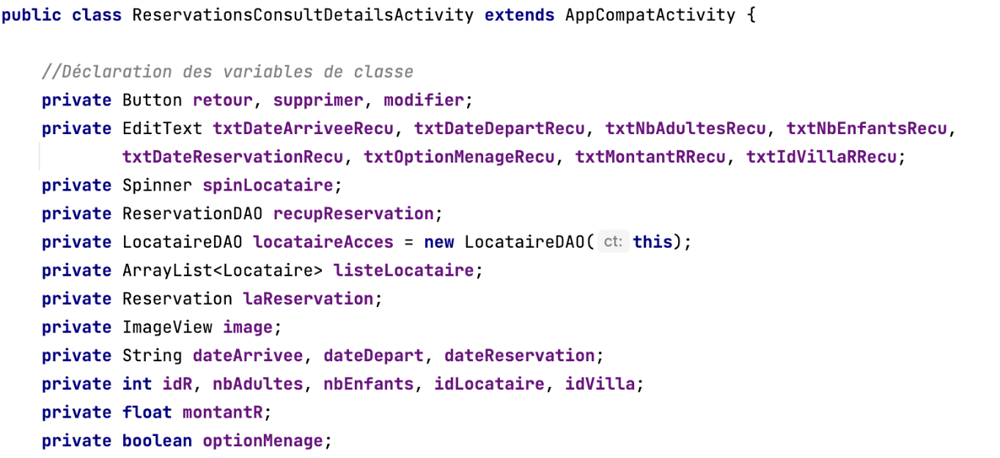 public class ReservationsConsultDetailsActivity extends AppCompatActivity {
//Déclaration des variables de classe
private Button retour, supprimer, modifier;
private EditText txtDateArriveeRecu, txtDateDepartRecu, txtNbAdultesRecu, txtNbEnfantsRecu,
txtDateReservationRecu, txtOptionMenageRecu, txtMontantRRecu, txtIdVillaRRecu;
private Spinner spinLocataire;
private ReservationDAO recupReservation;
private LocataireDAO locataireAcces = new LocataireDAO( ct: this);
private ArrayList<Locataire> listeLocataire;
private Reservation laReservation;
private ImageView image;
private String dateArrivee, dateDepart, dateReservation;
private int idR, nbAdultes, nbEnfants, idLocataire, idVilla;
private float montantR;
private boolean optionMenage;